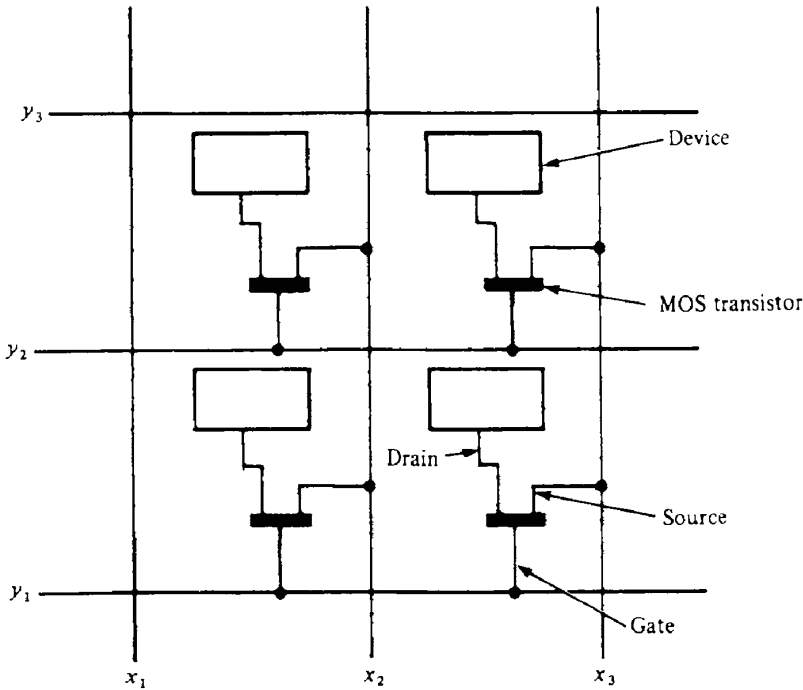 y₃
Device
MOS transistor
y₂
Drain
Source
y₁
Gate
x₁
x₂
x₃